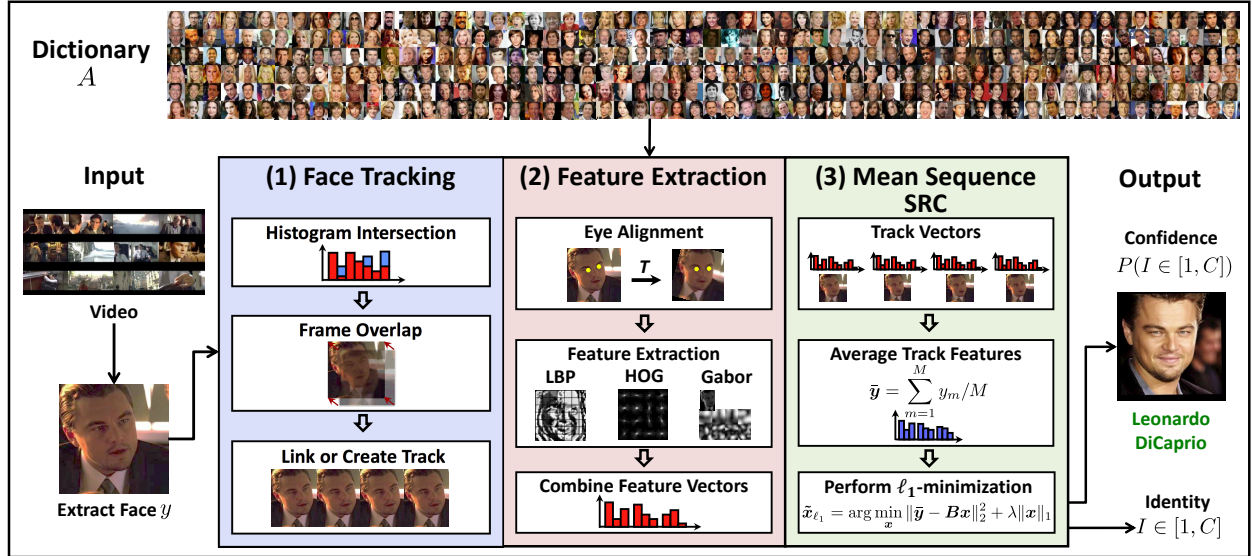 Dictionary
A
Input
Video
Extract Face y
(1) Face Tracking
Histogram Intersection
Frame Overlap
Link or Create Track
(2) Feature Extraction
Eye Alignment
T
Feature Extraction
LBP HOG Gabor
Combine Feature Vectors
(3) Mean Sequence
SRC
Track Vectors
Average Track Features
ȳ = ∑_{m=1}^{M} y_m/M
Perform ℓ₁-minimization
x̃_{ℓ₁} = arg min_x ‖ȳ − Bx‖₂² + λ‖x‖₁
Output
Confidence
P(I ∈ [1, C])
Leonardo
DiCaprio
Identity
I ∈ [1, C]